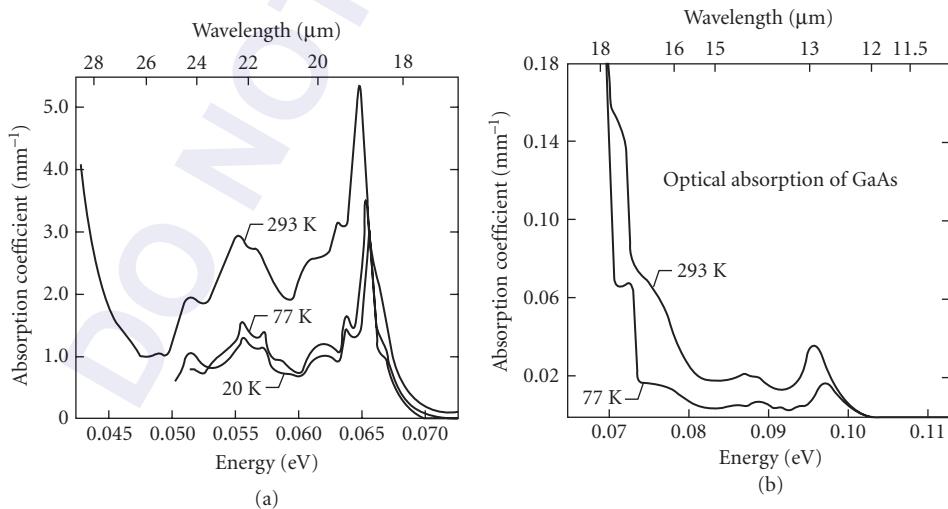 Wavelength (μm)
28 26 24 22 20 18
5.0
4.0
3.0
2.0
1.0
0
Absorption coefficient (mm⁻¹)
293 K
77 K
20 K
0.045 0.050 0.055 0.060 0.065 0.070
Energy (eV)
(a)
Wavelength (μm)
18 16 15 13 12 11.5
0.18
0.14
0.10
0.06
0.02
Absorption coefficient (mm⁻¹)
Optical absorption of GaAs
293 K
77 K
0.07 0.08 0.09 0.10 0.11
Energy (eV)
(b)
DO NOT